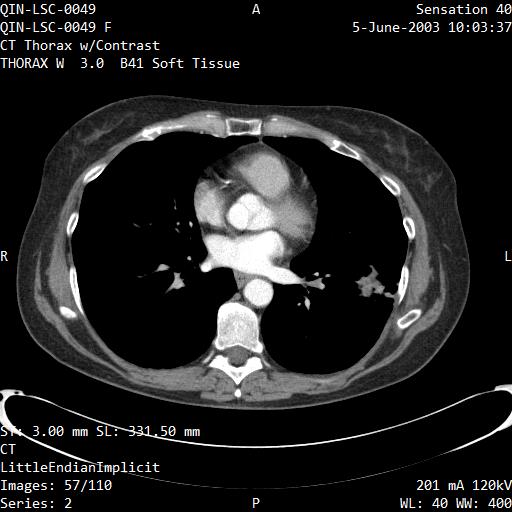 QIN-LSC-0049 A Sensation 40
QIN-LSC-0049 F 5-June-2003 10:03:37
CT Thorax w/Contrast
THORAX W 3.0 B41 Soft Tissue
R L
ST: 3.00 mm SL: 331.50 mm
CT
LittleEndianImplicit
Images: 57/110 201 mA 120kV
Series: 2 P WL: 40 WW: 400